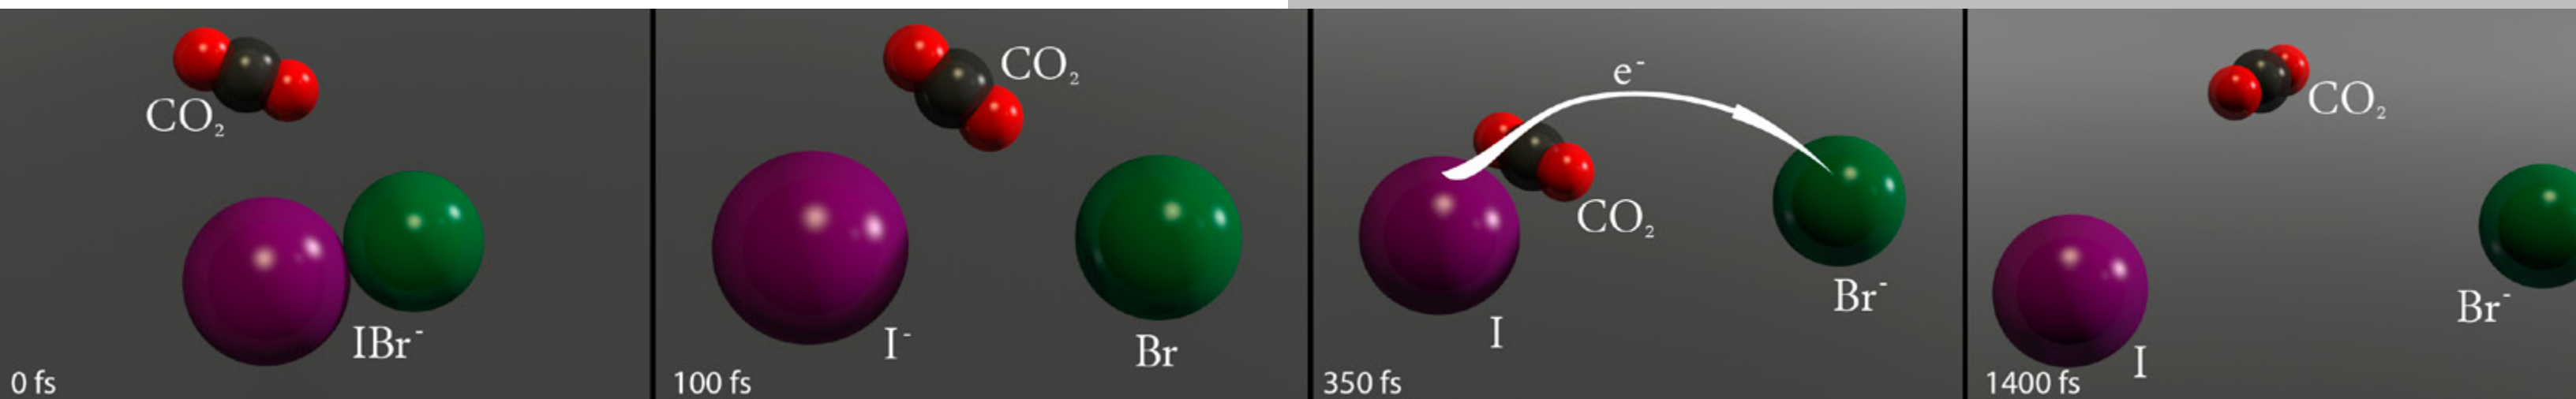 CO₂
IBr⁻
0 fs
CO₂
I⁻
Br
100 fs
e⁻
CO₂
Br⁻
I
350 fs
CO₂
Br⁻
I
1400 fs